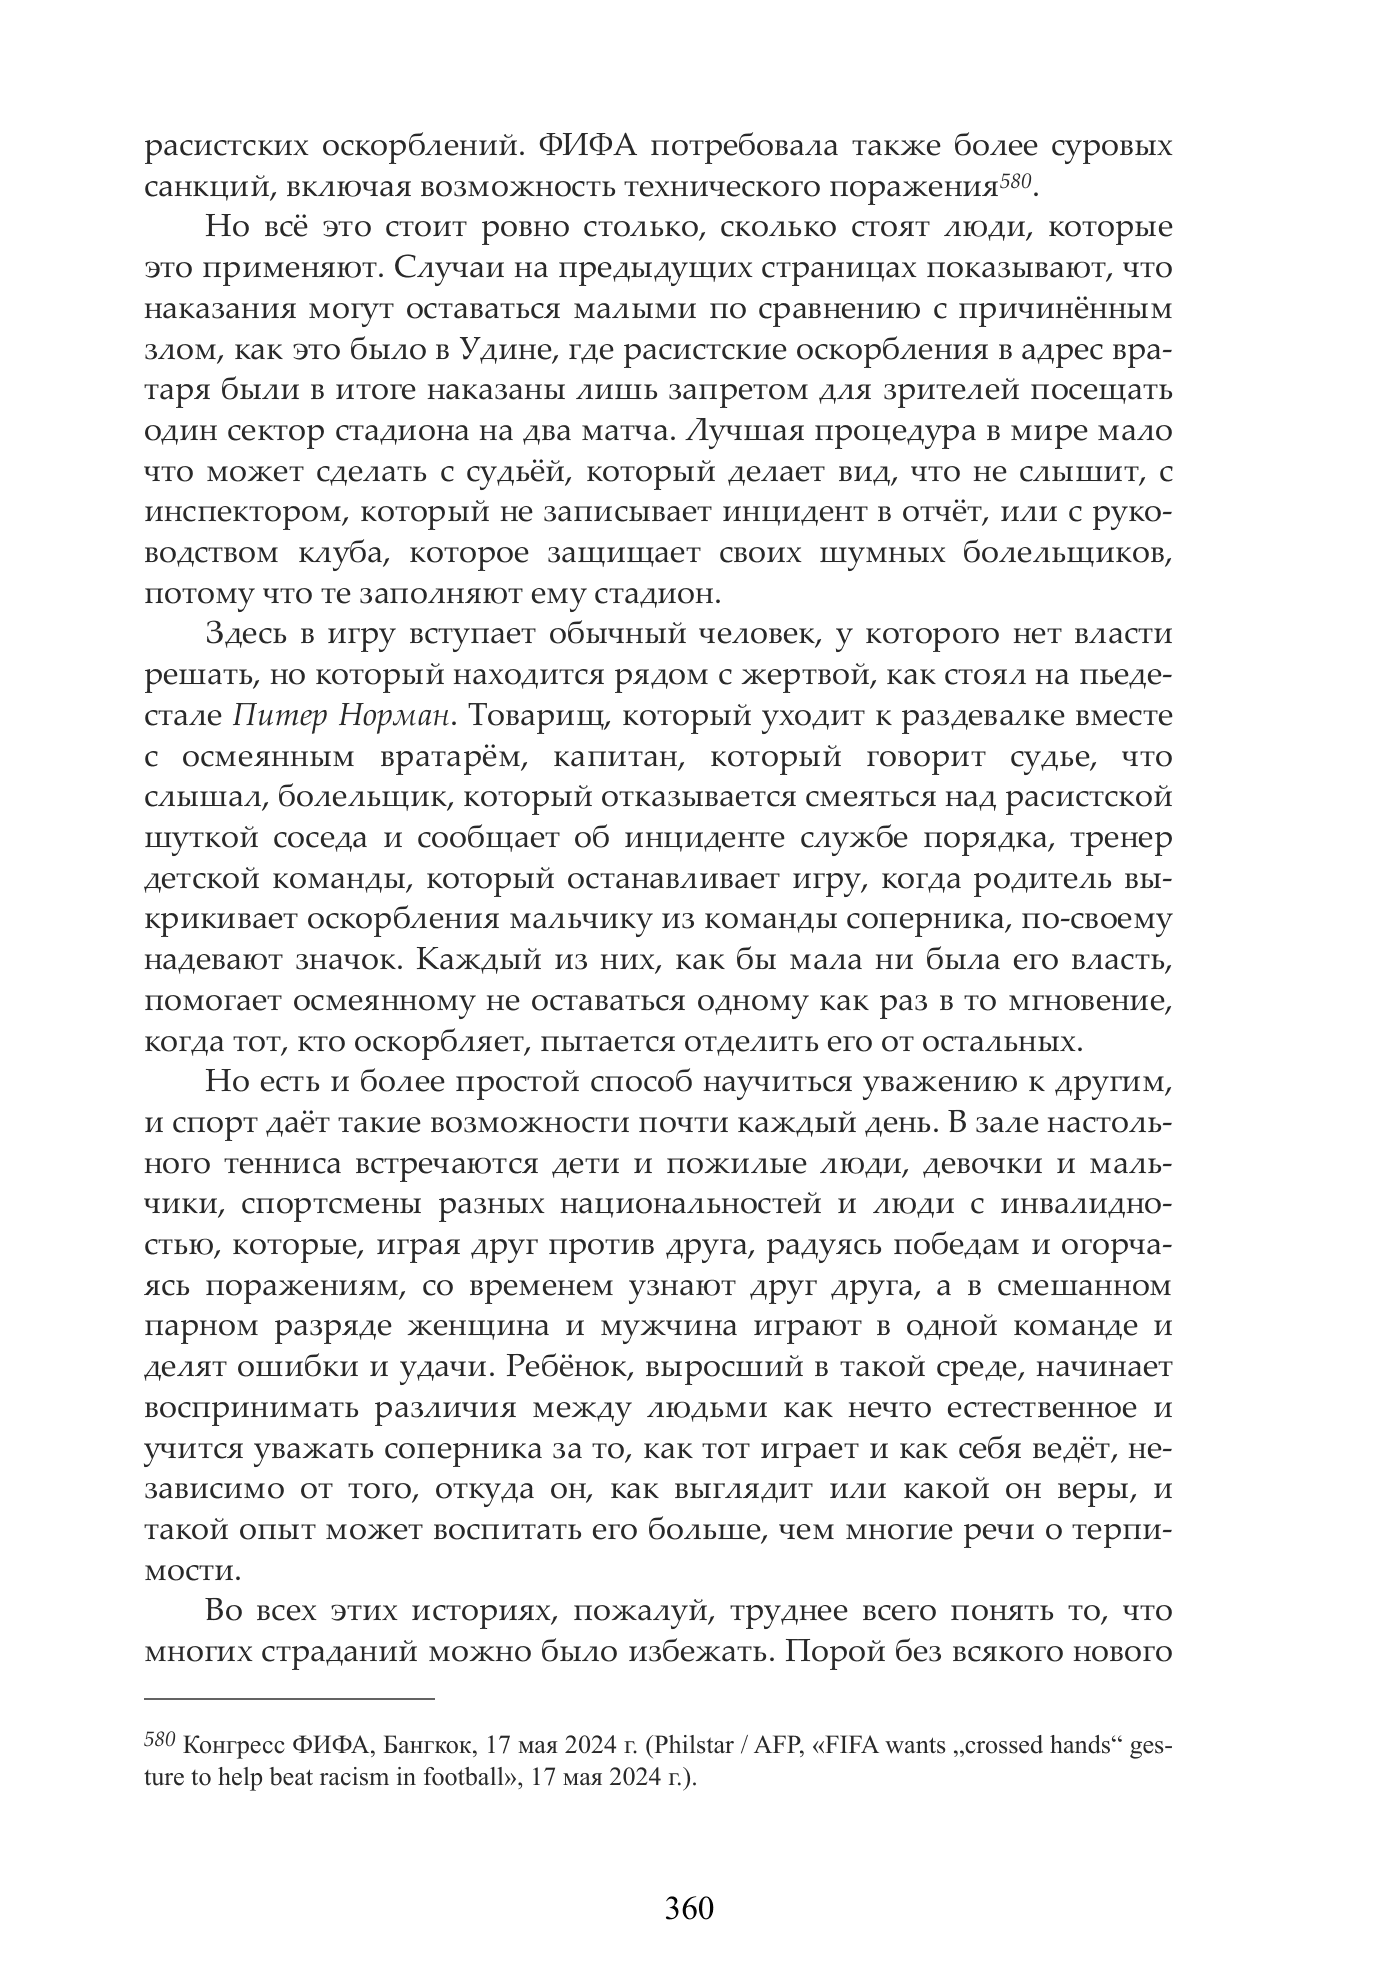 расистских оскорблений. ФИФА потребовала также более суровых
санкций, включая возможность технического поражения580.
Но всё это стоит ровно столько, сколько стоят люди, которые
это применяют. Случаи на предыдущих страницах показывают, что
наказания могут оставаться малыми по сравнению с причинённым
злом, как это было в Удине, где расистские оскорбления в адрес вра-
таря были в итоге наказаны лишь запретом для зрителей посещать
один сектор стадиона на два матча. Лучшая процедура в мире мало
что может сделать с судьёй, который делает вид, что не слышит, с
инспектором, который не записывает инцидент в отчёт, или с руко-
водством клуба, которое защищает своих шумных болельщиков,
потому что те заполняют ему стадион.
Здесь в игру вступает обычный человек, у которого нет власти
решать, но который находится рядом с жертвой, как стоял на пьеде-
стале Питер Норман. Товарищ, который уходит к раздевалке вместе
с осмеянным вратарём, капитан, который говорит судье, что
слышал, болельщик, который отказывается смеяться над расистской
шуткой соседа и сообщает об инциденте службе порядка, тренер
детской команды, который останавливает игру, когда родитель вы-
крикивает оскорбления мальчику из команды соперника, по-своему
надевают значок. Каждый из них, как бы мала ни была его власть,
помогает осмеянному не оставаться одному как раз в то мгновение,
когда тот, кто оскорбляет, пытается отделить его от остальных.
Но есть и более простой способ научиться уважению к другим,
и спорт даёт такие возможности почти каждый день. В зале настоль-
ного тенниса встречаются дети и пожилые люди, девочки и маль-
чики, спортсмены разных национальностей и люди с инвалидно-
стью, которые, играя друг против друга, радуясь победам и огорча-
ясь поражениям, со временем узнают друг друга, а в смешанном
парном разряде женщина и мужчина играют в одной команде и
делят ошибки и удачи. Ребёнок, выросший в такой среде, начинает
воспринимать различия между людьми как нечто естественное и
учится уважать соперника за то, как тот играет и как себя ведёт, не-
зависимо от того, откуда он, как выглядит или какой он веры, и
такой опыт может воспитать его больше, чем многие речи о терпи-
мости.
Во всех этих историях, пожалуй, труднее всего понять то, что
многих страданий можно было избежать. Порой без всякого нового
580 Конгресс ФИФА, Бангкок, 17 мая 2024 г. (Philstar / AFP, «FIFA wants „crossed hands“ ges-
ture to help beat racism in football», 17 мая 2024 г.).
360